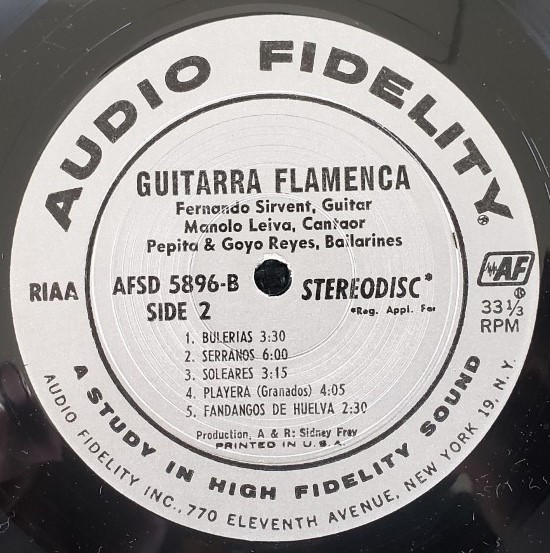 AUDIO FIDELITY®
GUITARRA FLAMENCA
Fernando Sirvent, Guitar
Manolo Leiva, Cantaor
Pepita & Goyo Reyes, Bailarines
RIAA
AFSD 5896-B
SIDE 2
STEREODISC*
*Reg. Appl. For
AF®
33 1/3
RPM
1. BULERIAS 3:30
2. SERRANOS 6:00
3. SOLEARES 3:15
4. PLAYERA (Granados) 4:05
5. FANDANGOS DE HUELVA 2:30
Production, A & R: Sidney Frey
PRINTED IN U.S.A.
A STUDY IN HIGH FIDELITY SOUND
AUDIO FIDELITY INC., 770 ELEVENTH AVENUE, NEW YORK 19, N.Y.